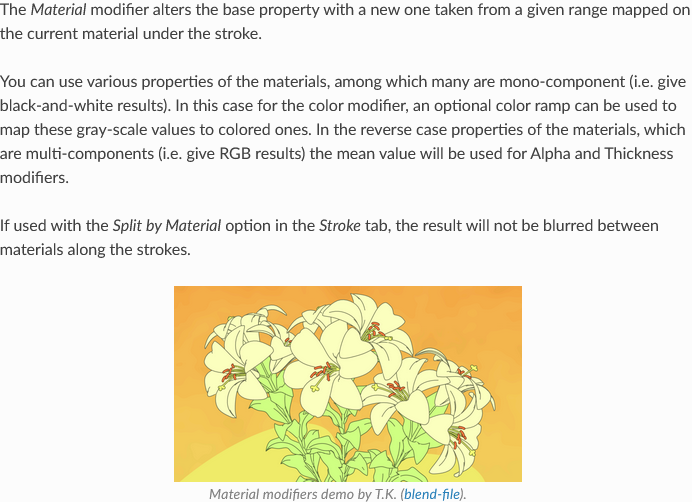 The Material modifier alters the base property with a new one taken from a given range mapped on
the current material under the stroke.
You can use various properties of the materials, among which many are mono-component (i.e. give
black-and-white results). In this case for the color modifier, an optional color ramp can be used to
map these gray-scale values to colored ones. In the reverse case properties of the materials, which
are multi-components (i.e. give RGB results) the mean value will be used for Alpha and Thickness
modifiers.
If used with the Split by Material option in the Stroke tab, the result will not be blurred between
materials along the strokes.
Material modifiers demo by T.K. (blend-file).